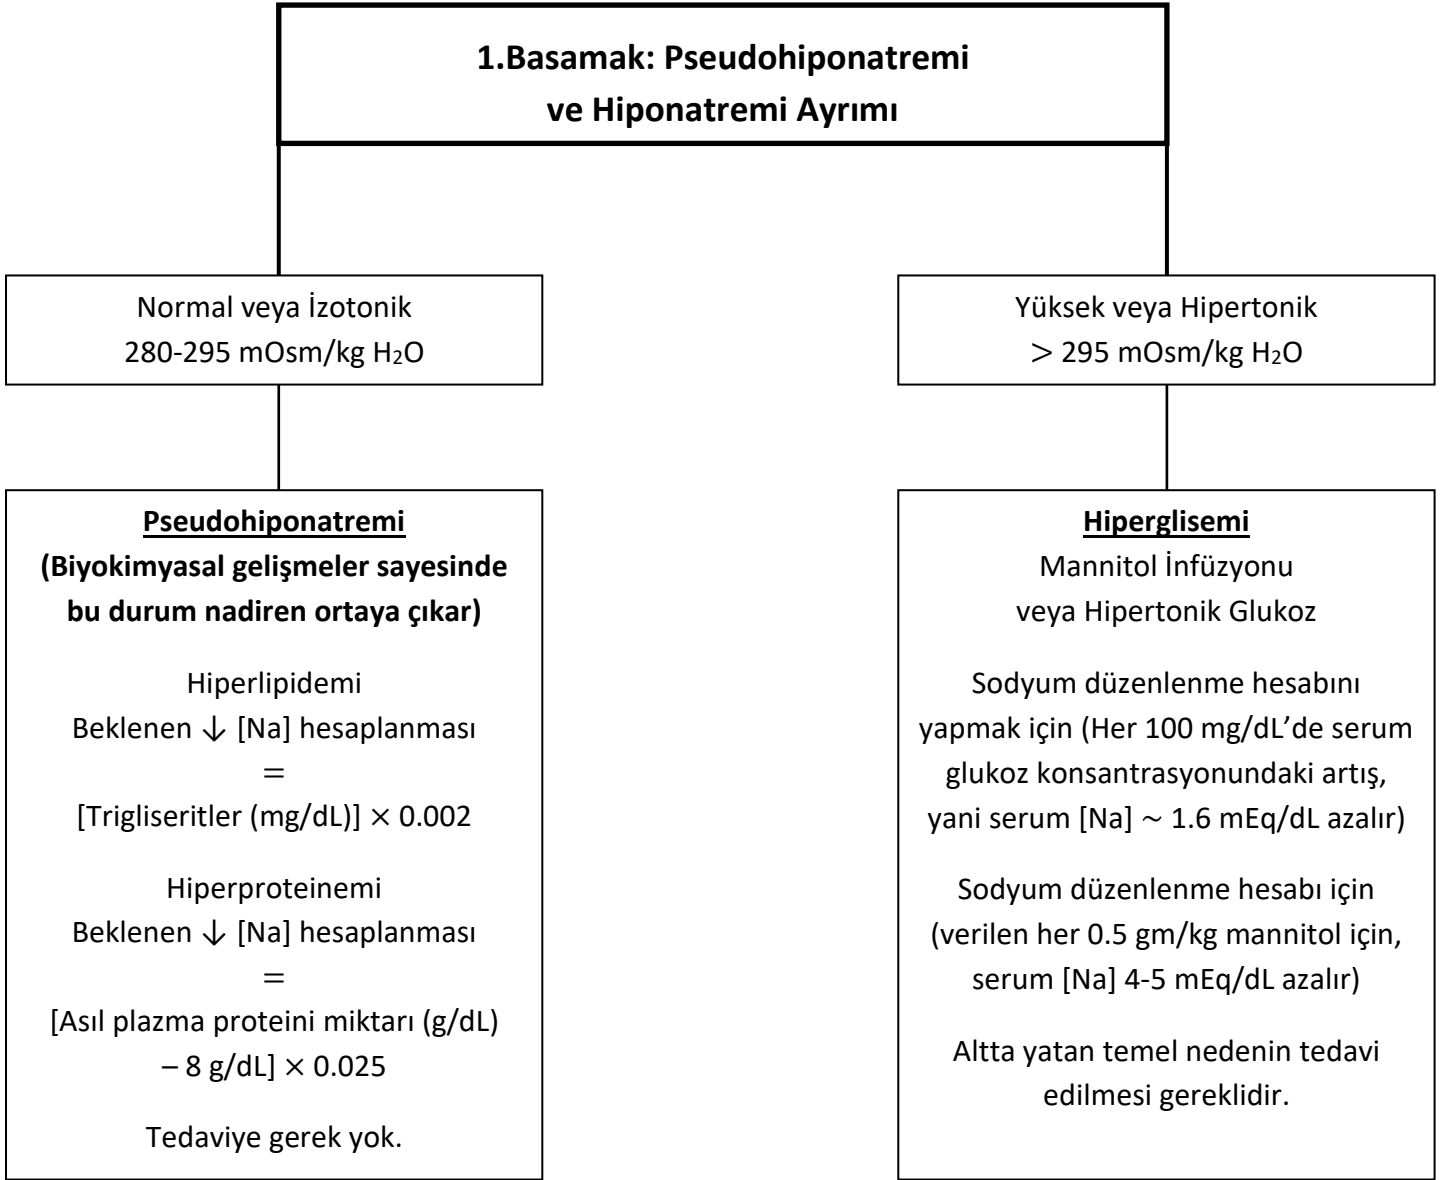 1.Basamak: Pseudohiponatremi
ve Hiponatremi Ayrımı
Normal veya İzotonik
280-295 mOsm/kg H₂O
Yüksek veya Hipertonik
> 295 mOsm/kg H₂O
Pseudohiponatremi
(Biyokimyasal gelişmeler sayesinde
bu durum nadiren ortaya çıkar)
Hiperlipidemi
Beklenen ↓ [Na] hesaplanması
=
[Trigliseritler (mg/dL)] × 0.002
Hiperproteinemi
Beklenen ↓ [Na] hesaplanması
=
[Asıl plazma proteini miktarı (g/dL)
– 8 g/dL] × 0.025
Tedaviye gerek yok.
Hiperglisemi
Mannitol İnfüzyonu
veya Hipertonik Glukoz
Sodyum düzenlenme hesabını
yapmak için (Her 100 mg/dL’de serum
glukoz konsantrasyonundaki artış,
yani serum [Na] ~ 1.6 mEq/dL azalır)
Sodyum düzenlenme hesabı için
(verilen her 0.5 gm/kg mannitol için,
serum [Na] 4-5 mEq/dL azalır)
Altta yatan temel nedenin tedavi
edilmesi gereklidir.